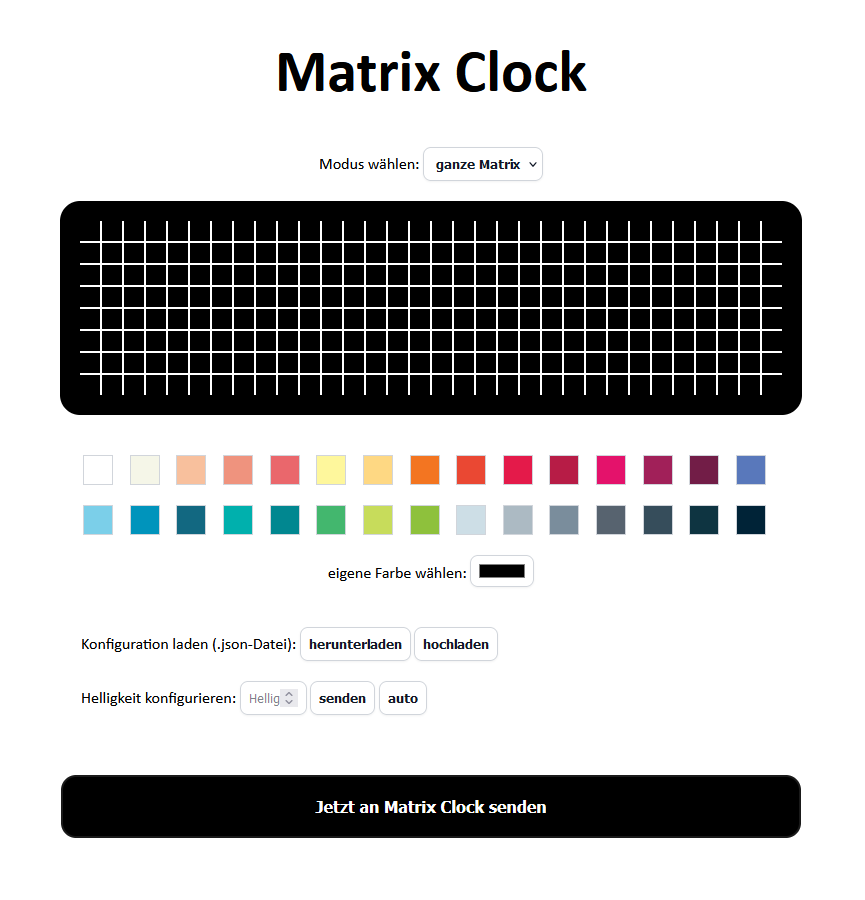 Matrix Clock
Modus wählen: ganze Matrix
eigene Farbe wählen:
Konfiguration laden (.json-Datei): herunterladen hochladen
Helligkeit konfigurieren: Hellig senden auto
Jetzt an Matrix Clock senden